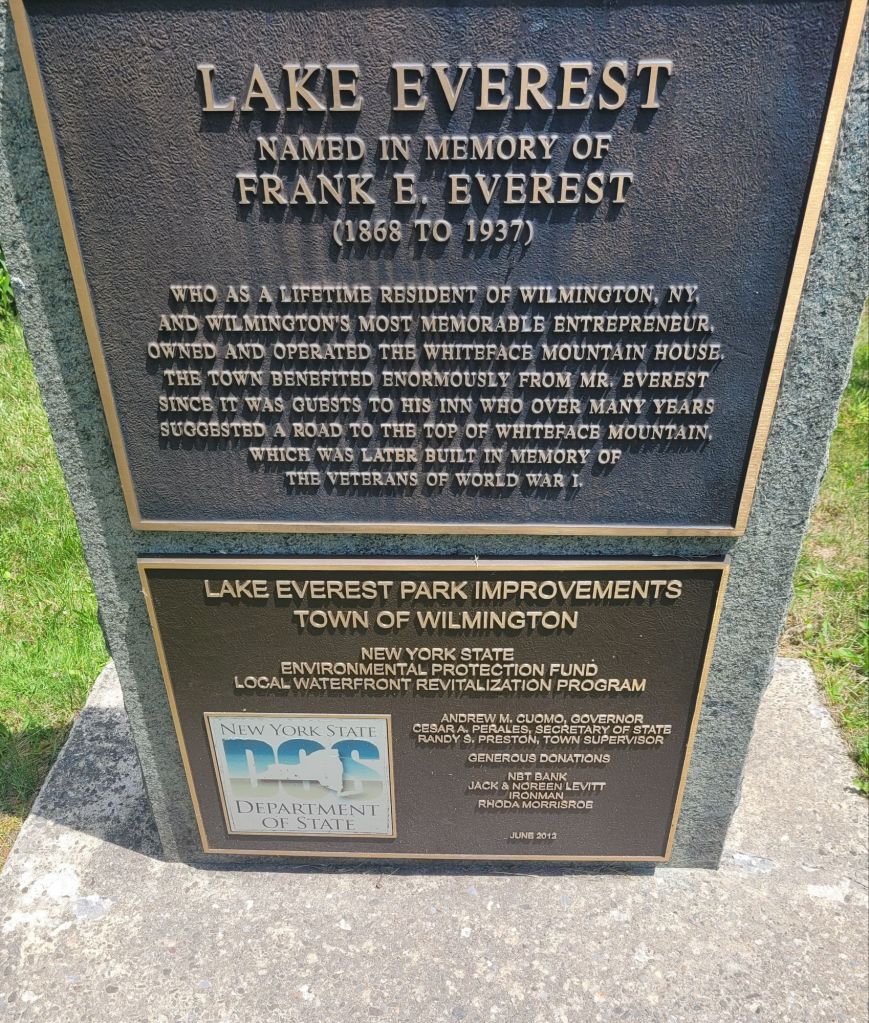 LAKE EVEREST
NAMED IN MEMORY OF
FRANK E. EVEREST
(1868 TO 1937)
WHO AS A LIFETIME RESIDENT OF WILMINGTON, NY,
AND WILMINGTON'S MOST MEMORABLE ENTREPRENEUR,
OWNED AND OPERATED THE WHITEFACE MOUNTAIN HOUSE.
THE TOWN BENEFITED ENORMOUSLY FROM MR. EVEREST
SINCE IT WAS GUESTS TO HIS INN WHO OVER MANY YEARS
SUGGESTED A ROAD TO THE TOP OF WHITEFACE MOUNTAIN,
WHICH WAS LATER BUILT IN MEMORY OF
THE VETERANS OF WORLD WAR I.
LAKE EVEREST PARK IMPROVEMENTS
TOWN OF WILMINGTON
NEW YORK STATE
ENVIRONMENTAL PROTECTION FUND
LOCAL WATERFRONT REVITALIZATION PROGRAM
ANDREW M. CUOMO, GOVERNOR
CESAR A. PERALES, SECRETARY OF STATE
RANDY S. PRESTON, TOWN SUPERVISOR
GENEROUS DONATIONS
NBT BANK
JACK & NOREEN LEVITT
IRONMAN
RHODA MORRISROE
JUNE 2013
NEW YORK STATE
DOS
DEPARTMENT
OF STATE